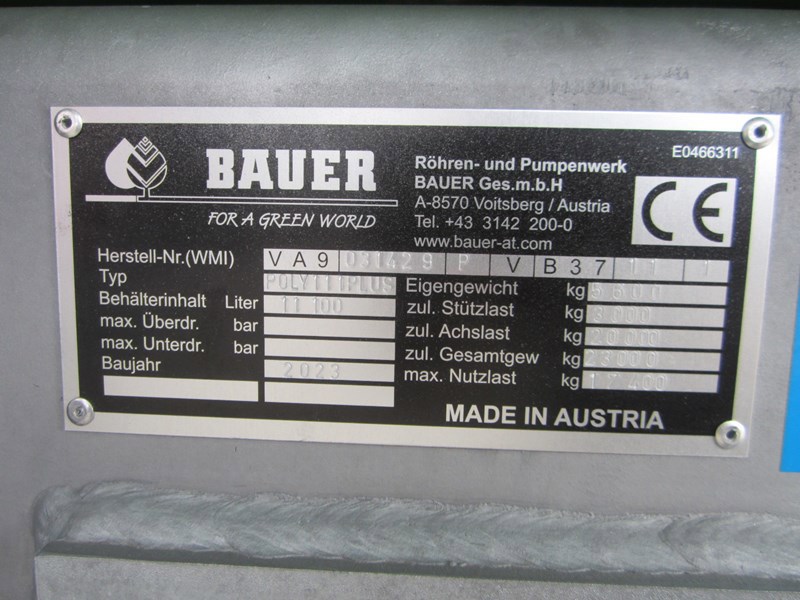 E0466311
BAUER
FOR A GREEN WORLD
Röhren- und Pumpenwerk
BAUER Ges.m.b.H
A-8570 Voitsberg / Austria
Tel. +43 3142 200-0
www.bauer-at.com
CE
Herstell-Nr.(WMI) VA9 031429 P V B37 11 1
Typ POLY111PLUS
Behälterinhalt Liter 11100
max. Überdr. bar
max. Unterdr. bar
Baujahr 2023
Eigengewicht kg 5600
zul. Stützlast kg 3000
zul. Achslast kg 20000
zul. Gesamtgew kg 23000
max. Nutzlast kg 17400
MADE IN AUSTRIA